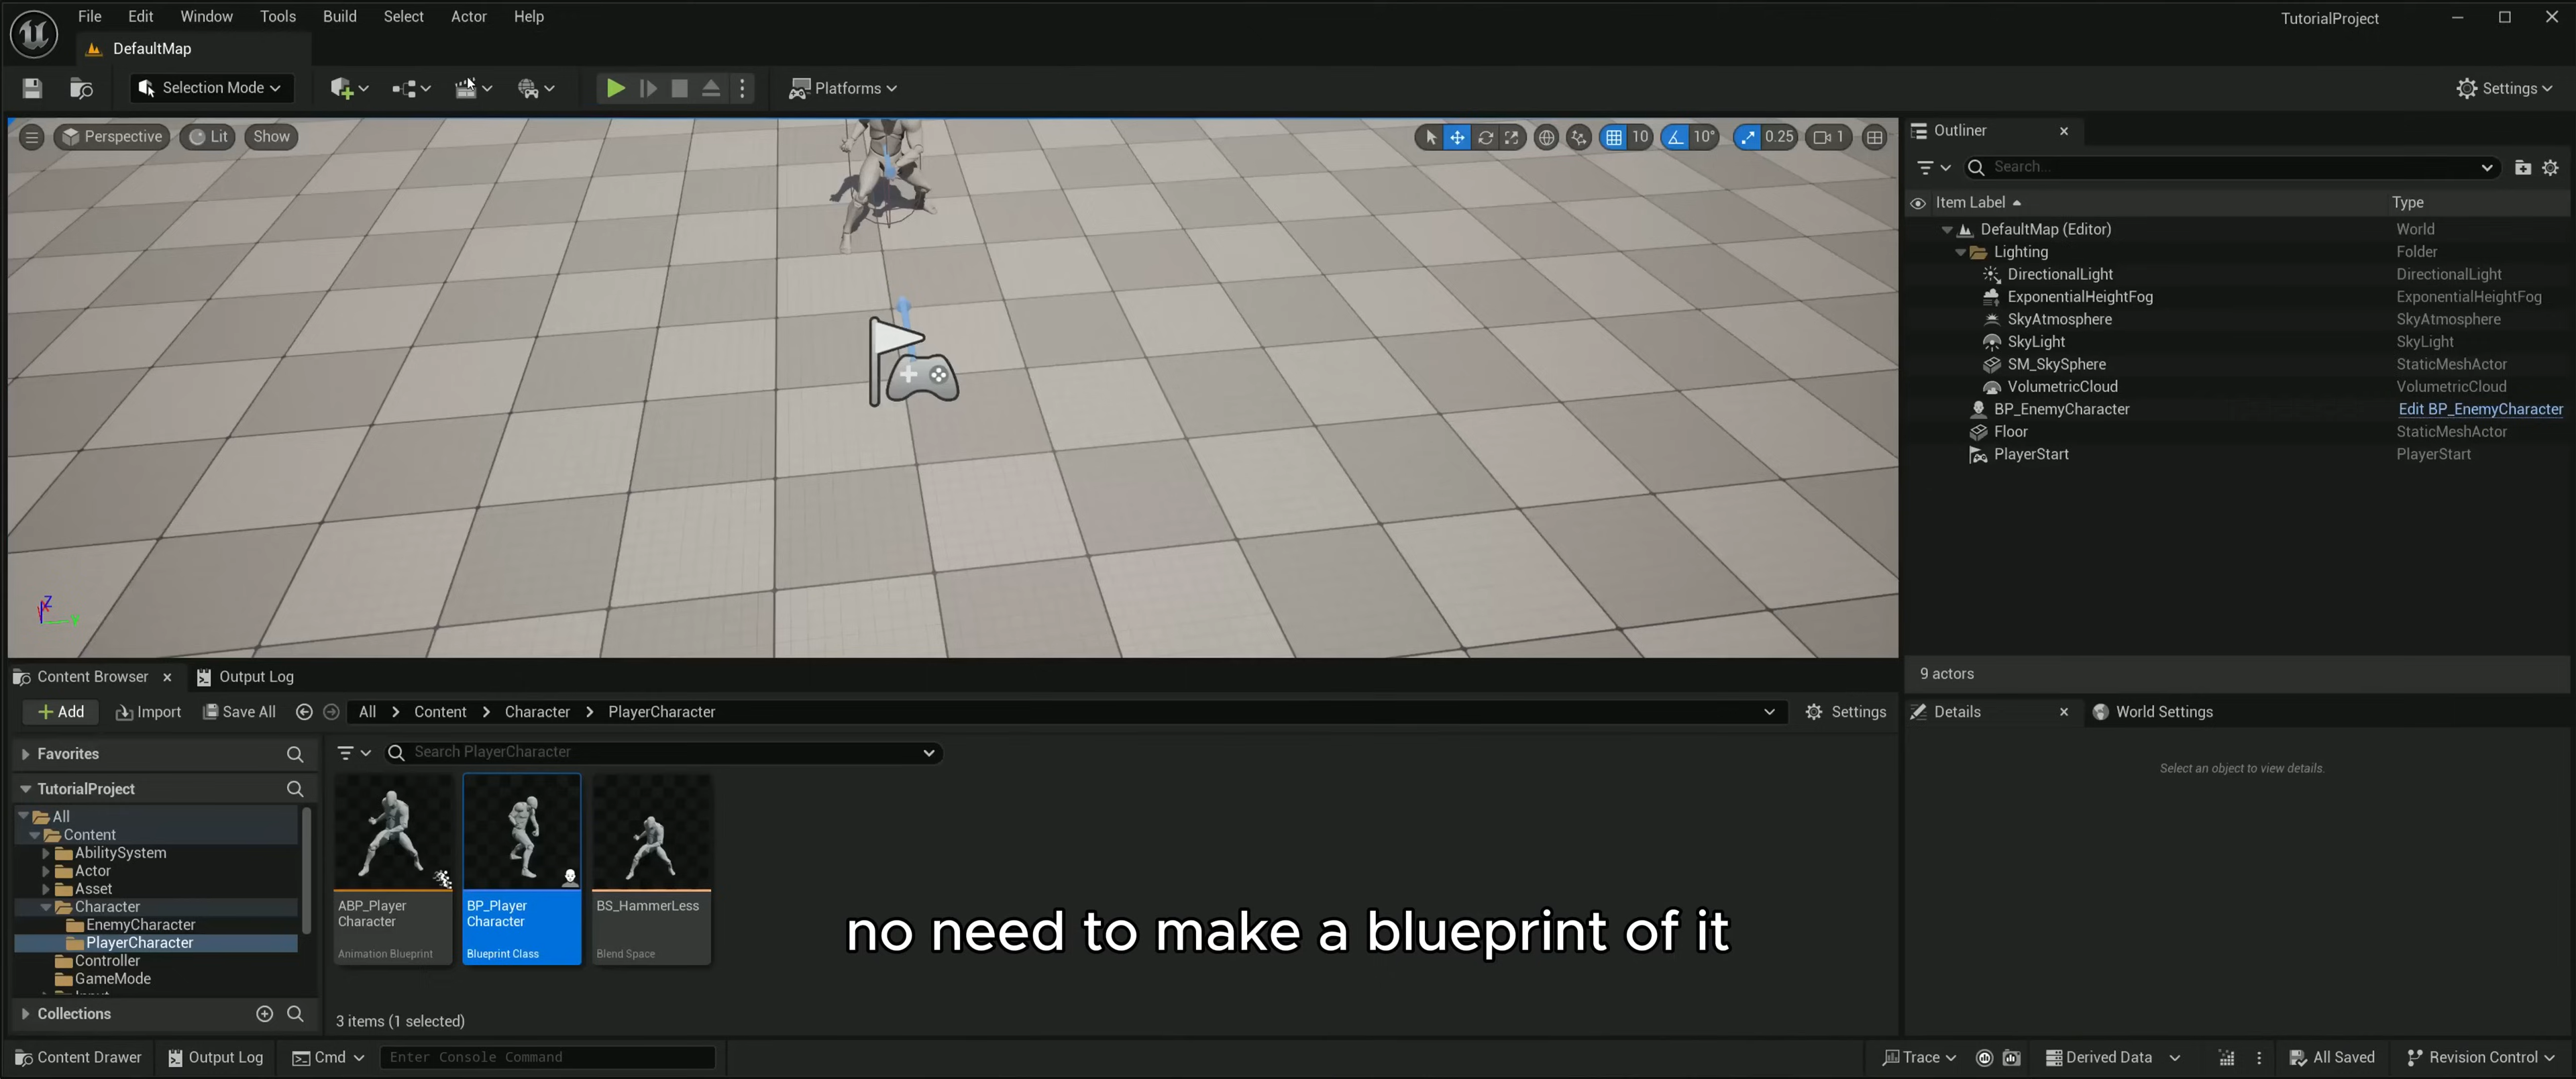 File Edit Window Tools Build Select Actor Help
TutorialProject
DefaultMap
Selection Mode
Platforms
Settings
Perspective Lit Show
10 10° 0.25 1
Outliner
Search...
Item Label Type
DefaultMap (Editor) World
Lighting Folder
DirectionalLight DirectionalLight
ExponentialHeightFog ExponentialHeightFog
SkyAtmosphere SkyAtmosphere
SkyLight SkyLight
SM_SkySphere StaticMeshActor
VolumetricCloud VolumetricCloud
BP_EnemyCharacter Edit BP_EnemyCharacter
Floor StaticMeshActor
PlayerStart PlayerStart
9 actors
Details World Settings
Select an object to view details.
Z
Y
Content Browser Output Log
Add Import Save All All Content Character PlayerCharacter Settings
Favorites
TutorialProject
All
Content
AbilitySystem
Actor
Asset
Character
EnemyCharacter
PlayerCharacter
Controller
GameMode
Collections
Search PlayerCharacter
ABP_Player
Character
Animation Blueprint
BP_Player
Character
Blueprint Class
BS_HammerLess
Blend Space
3 items (1 selected)
no need to make a blueprint of it
Content Drawer Output Log Cmd Enter Console Command Trace Derived Data All Saved Revision Control